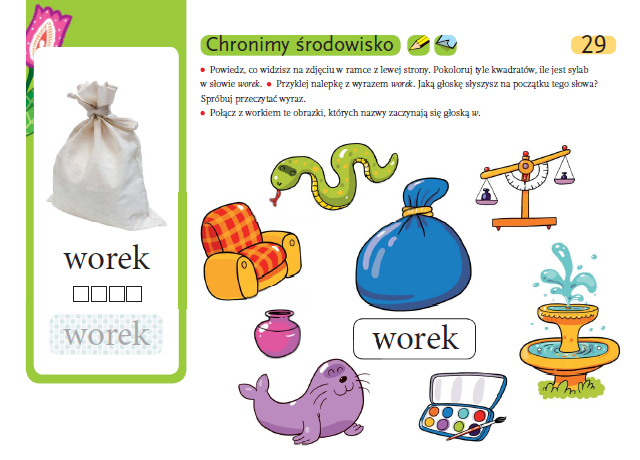 Chronimy środowisko
29
• Powiedz, co widzisz na zdjęciu w ramce z lewej strony. Pokoloruj tyle kwadratów, ile jest sylab
w słowie worek. • Przyklej nalepkę z wyrazem worek. Jaką głoskę słyszysz na początku tego słowa?
Spróbuj przeczytać wyraz.
• Połącz z workiem te obrazki, których nazwy zaczynają się głoską w.
worek
worek
worek